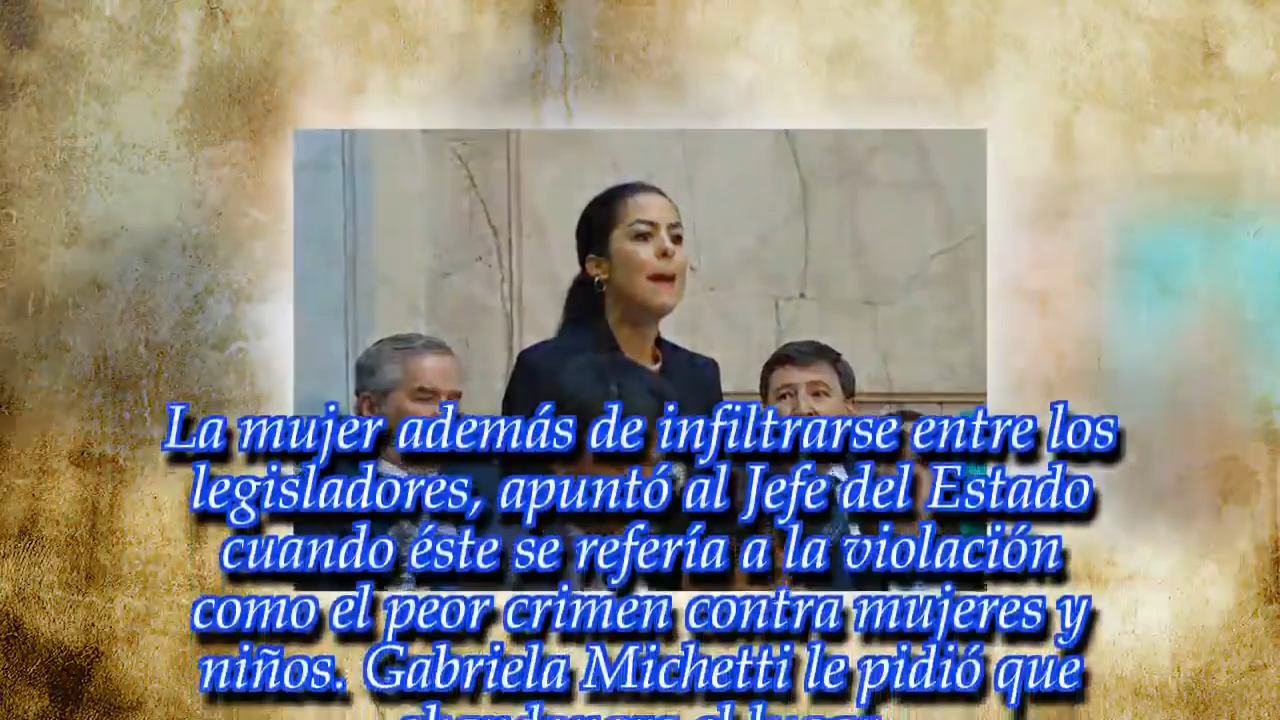 La mujer además de infiltrarse entre los
legisladores, apuntó al Jefe del Estado
cuando éste se refería a la violación
como el peor crimen contra mujeres y
niños. Gabriela Michetti le pidió que